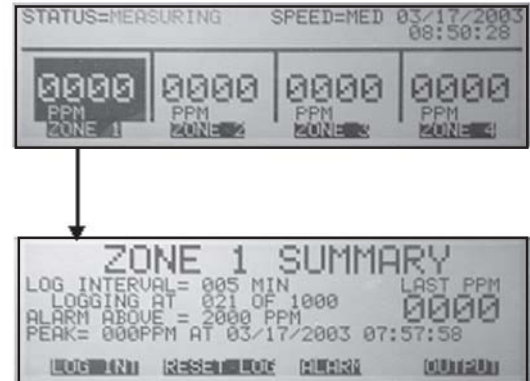 STATUS=MEASURING SPEED=MED 03/17/2003
08:50:28
0000 0000 0000 0000
PPM PPM PPM PPM
ZONE 1 ZONE 2 ZONE 3 ZONE 4
ZONE 1 SUMMARY
LOG INTERVAL= 005 MIN LAST PPM
LOGGING AT 021 OF 1000 0000
ALARM ABOVE = 2000 PPM
PEAK= 000PPM AT 03/17/2003 07:57:58
LOG INT RESET LOG ALARM OUTPUT